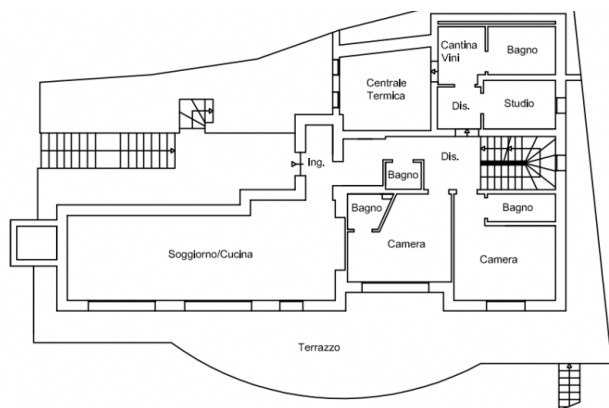 Cantina
Vini
Bagno
Centrale
Termica
Dis.
Studio
Ing.
Dis.
Bagno
Bagno
Bagno
Camera
Soggiorno/Cucina
Camera
Terrazzo